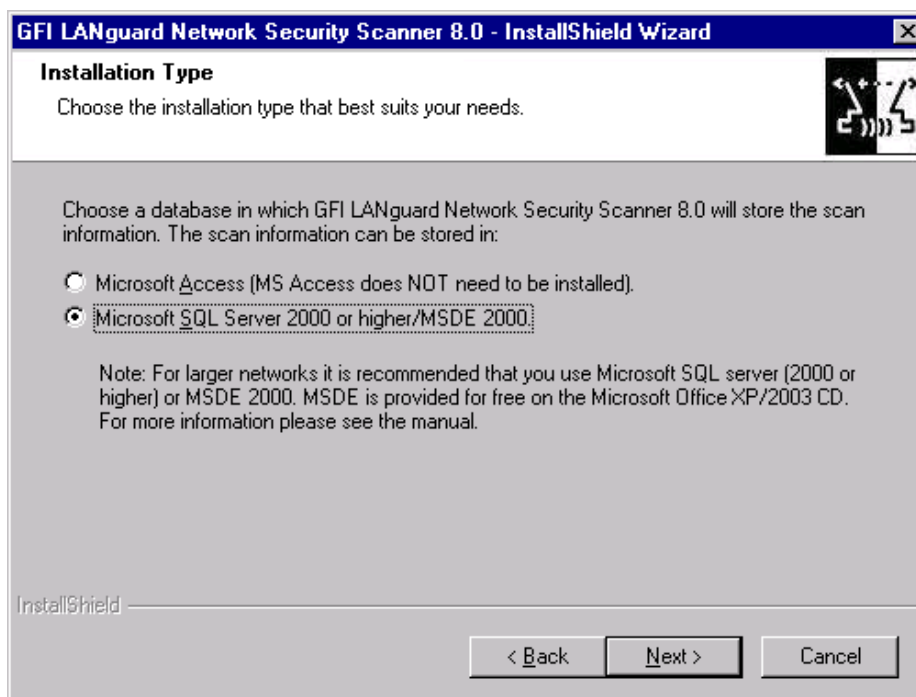 GFI LANguard Network Security Scanner 8.0 - InstallShield Wizard
Installation Type
Choose the installation type that best suits your needs.
Choose a database in which GFI LANguard Network Security Scanner 8.0 will store the scan
information. The scan information can be stored in:
Microsoft Access (MS Access does NOT need to be installed).
Microsoft SQL Server 2000 or higher/MSDE 2000.
Note: For larger networks it is recommended that you use Microsoft SQL server (2000 or
higher) or MSDE 2000. MSDE is provided for free on the Microsoft Office XP/2003 CD.
For more information please see the manual.
InstallShield
< Back
Next >
Cancel